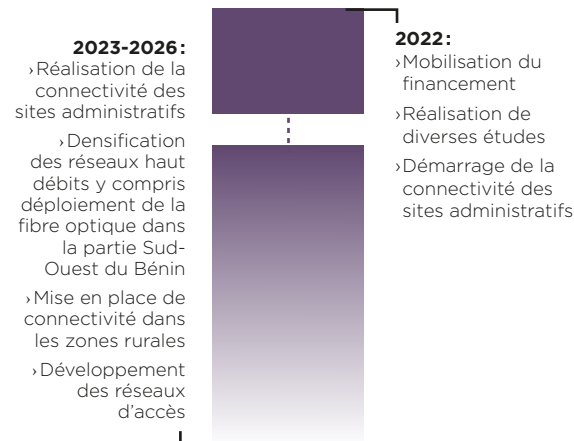 2023-2026 :
›Réalisation de la
connectivité des
sites administratifs
›Densification
des réseaux haut
débits y compris
déploiement de la
fibre optique dans
la partie Sud-
Ouest du Bénin
›Mise en place de
connectivité dans
les zones rurales
›Développement
des réseaux
d’accès
2022 :
›Mobilisation du
financement
›Réalisation de
diverses études
›Démarrage de la
connectivité des
sites administratifs